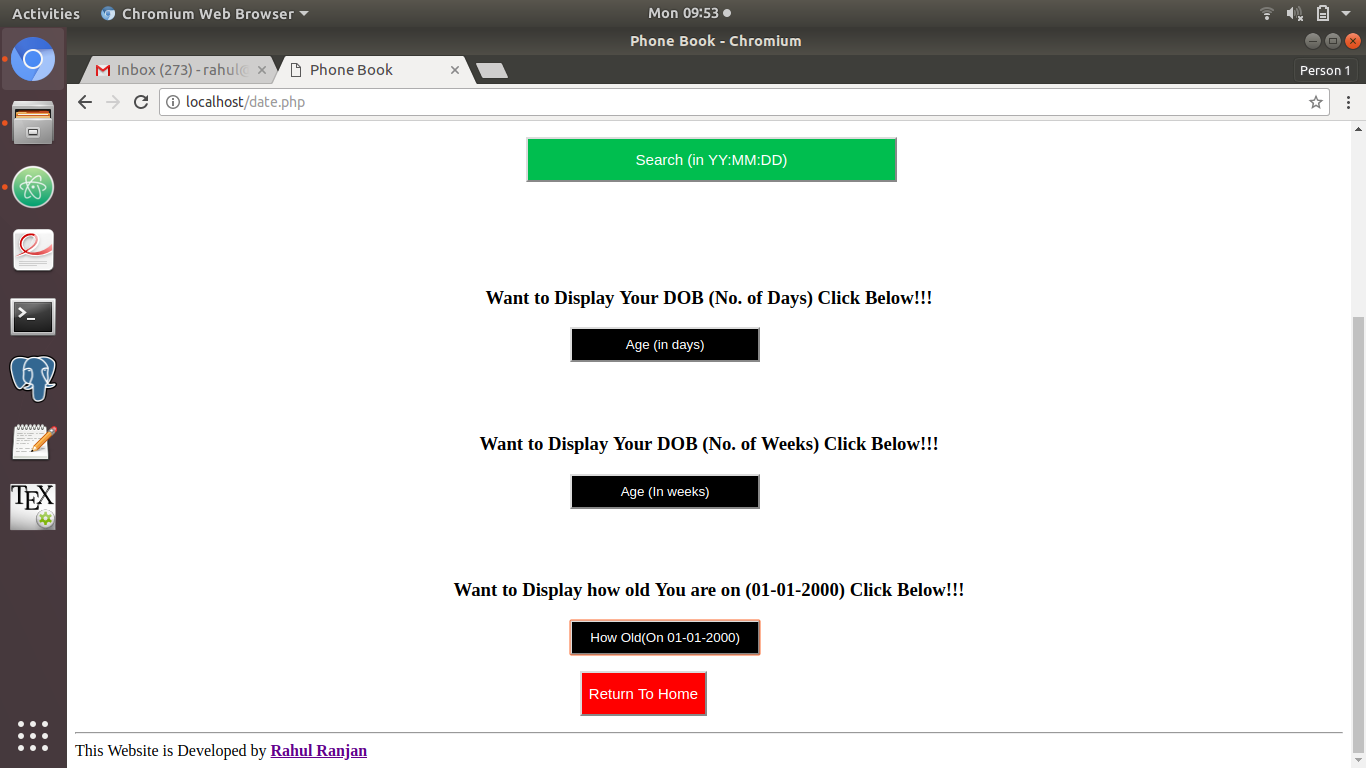 Activities
Chromium Web Browser
Mon 09:53
Phone Book - Chromium
Inbox (273) - rahul@
Phone Book
Person 1
localhost/date.php
Search (in YY:MM:DD)
Want to Display Your DOB (No. of Days) Click Below!!!
Age (in days)
Want to Display Your DOB (No. of Weeks) Click Below!!!
Age (In weeks)
Want to Display how old You are on (01-01-2000) Click Below!!!
How Old(On 01-01-2000)
Return To Home
This Website is Developed by Rahul Ranjan
TEX